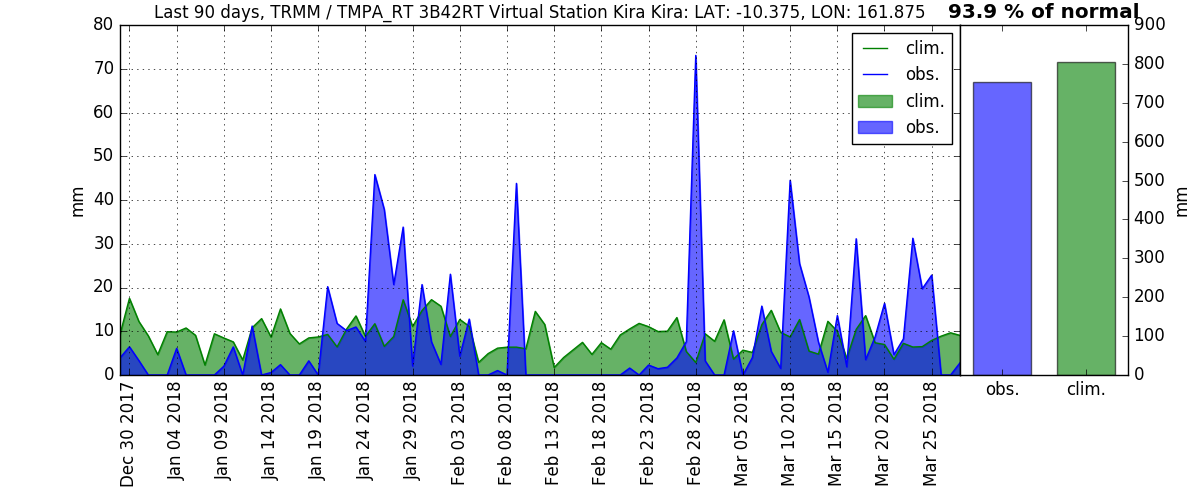 Last 90 days, TRMM / TMPA_RT 3B42RT Virtual Station Kira Kira: LAT: -10.375, LON: 161.875
93.9 % of normal
80
70
60
50
40
30
20
10
0
mm
clim.
obs.
clim.
obs.
Dec 30 2017
Jan 04 2018
Jan 09 2018
Jan 14 2018
Jan 19 2018
Jan 24 2018
Jan 29 2018
Feb 03 2018
Feb 08 2018
Feb 13 2018
Feb 18 2018
Feb 23 2018
Feb 28 2018
Mar 05 2018
Mar 10 2018
Mar 15 2018
Mar 20 2018
Mar 25 2018
900
800
700
600
500
400
300
200
100
0
mm
obs.
clim.